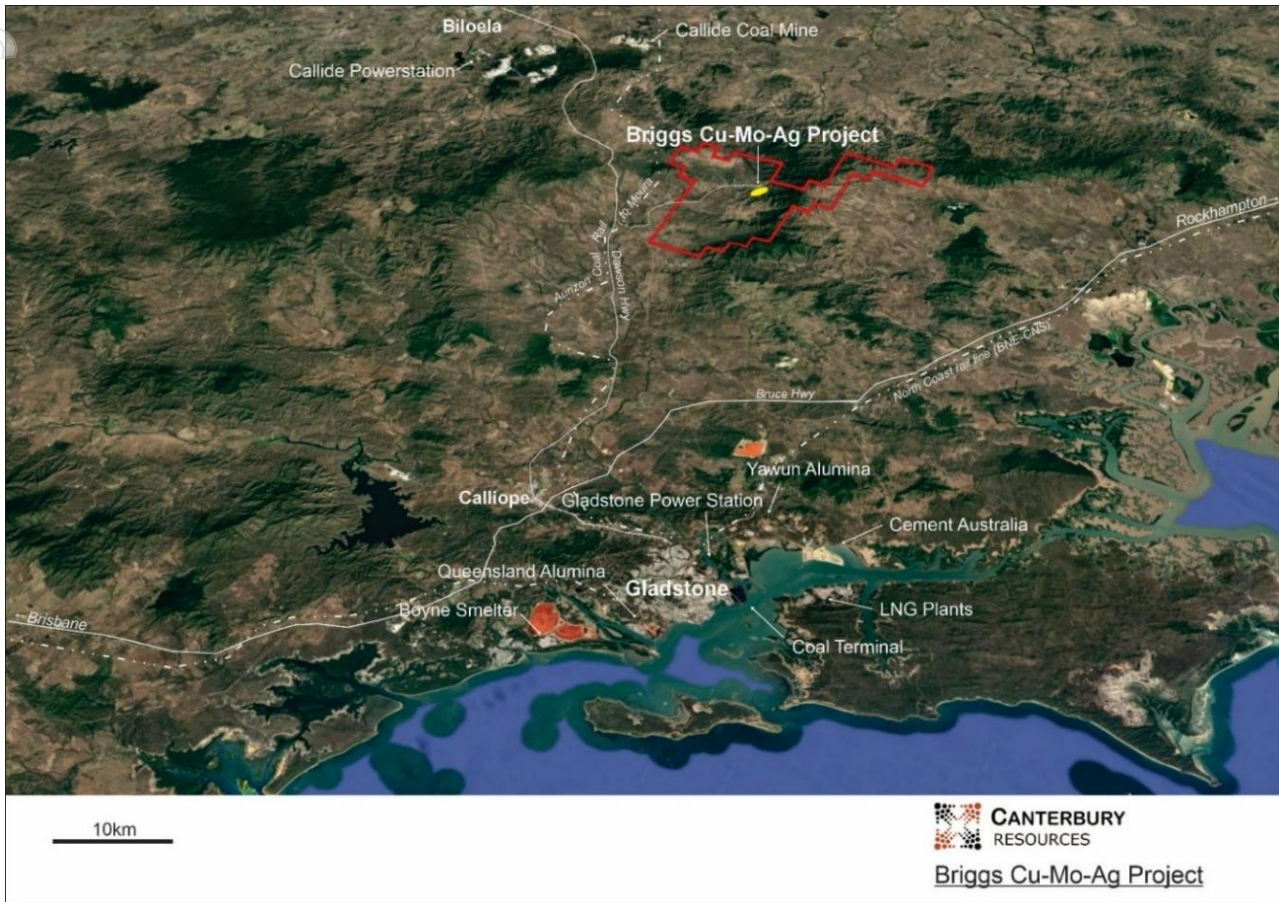 Biloela
Callide Coal Mine
Callide Powerstation
Briggs Cu-Mo-Ag Project
Aurizon Coal Rail to Moura
Dawson Hwy
Rockhampton
North Coast rail line (BNE-CNS)
Bruce Hwy
Yawun Alumina
Calliope
Gladstone Power Station
Cement Australia
Queensland Alumina
Gladstone
Boyne Smelter
LNG Plants
Brisbane
Coal Terminal
10km
CANTERBURY
RESOURCES
Briggs Cu-Mo-Ag Project